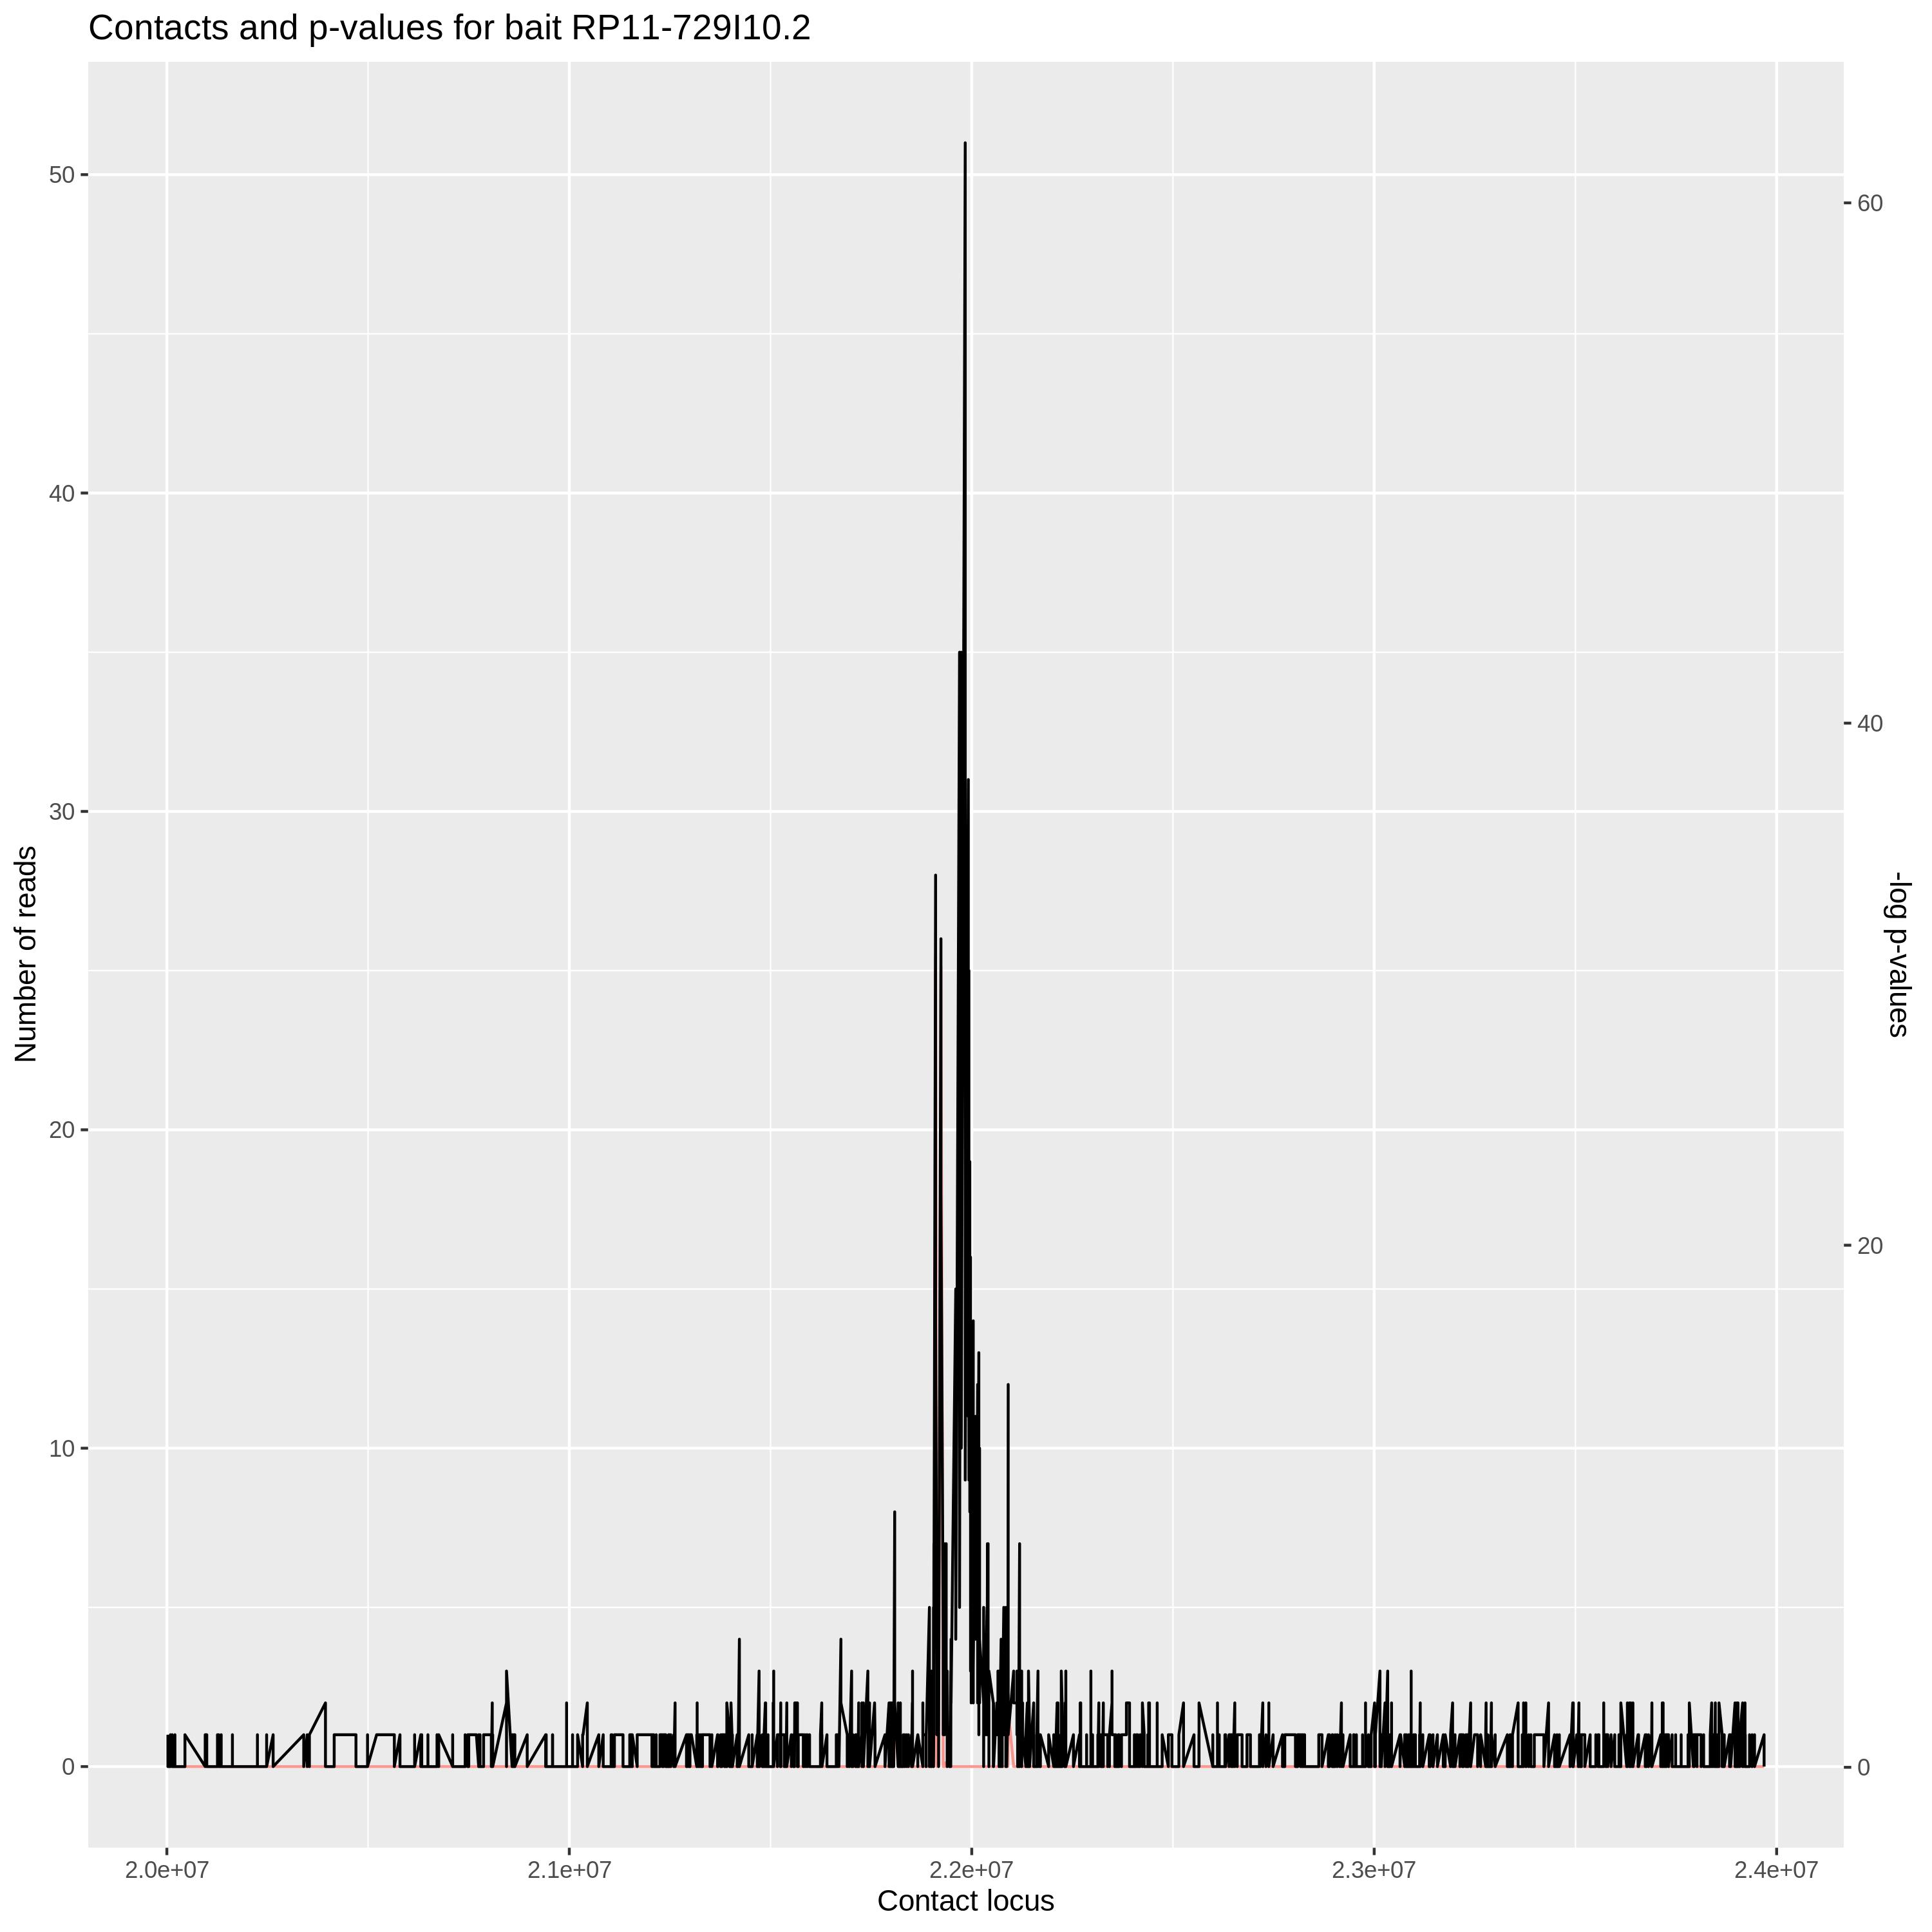 Contacts and p-values for bait RP11-729I10.2
50
40
30
20
10
0
Number of reads
60
40
20
0
-log p-values
2.0e+07
2.1e+07
2.2e+07
2.3e+07
2.4e+07
Contact locus